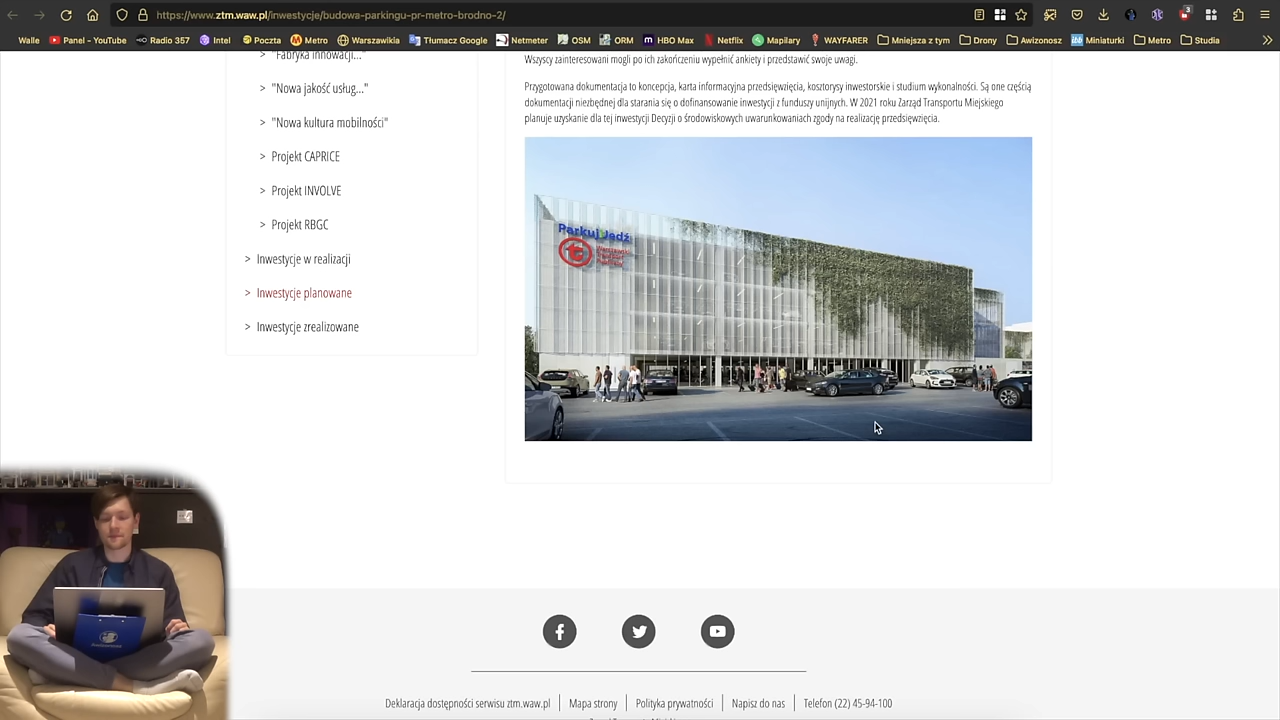 https://www.ztm.waw.pl/inwestycje/budowa-parkingu-pr-metro-brodno-2/
3
Walle
Panel - YouTube
Radio 357
Intel
Poczta
Metro
Warszawikia
Tłumacz Google
Netmeter
OSM
ORM
HBO Max
Netflix
Mapilary
WAYFARER
Mniejsza z tym
Drony
Awizonosz
Miniaturki
Metro
Studia
> "Fabryka innowacji..."
> "Nowa jakość usług..."
> "Nowa kultura mobilności"
> Projekt CAPRICE
> Projekt INVOLVE
> Projekt RBGC
> Inwestycje w realizacji
> Inwestycje planowane
> Inwestycje zrealizowane
Wszyscy zainteresowani mogli po ich zakończeniu wypełnić ankiety i przedstawić swoje uwagi.
Przygotowana dokumentacja to koncepcja, karta informacyjna przedsięwzięcia, kosztorysy inwestorskie i studium wykonalności. Są one częścią
dokumentacji niezbędnej dla starania się o dofinansowanie inwestycji z funduszy unijnych. W 2021 roku Zarząd Transportu Miejskiego
planuje uzyskanie dla tej inwestycji Decyzji o środowiskowych uwarunkowaniach zgody na realizację przedsięwzięcia.
Parkuj Jedź
Deklaracja dostępności serwisu ztm.waw.pl
Mapa strony
Polityka prywatności
Napisz do nas
Telefon (22) 45-94-100